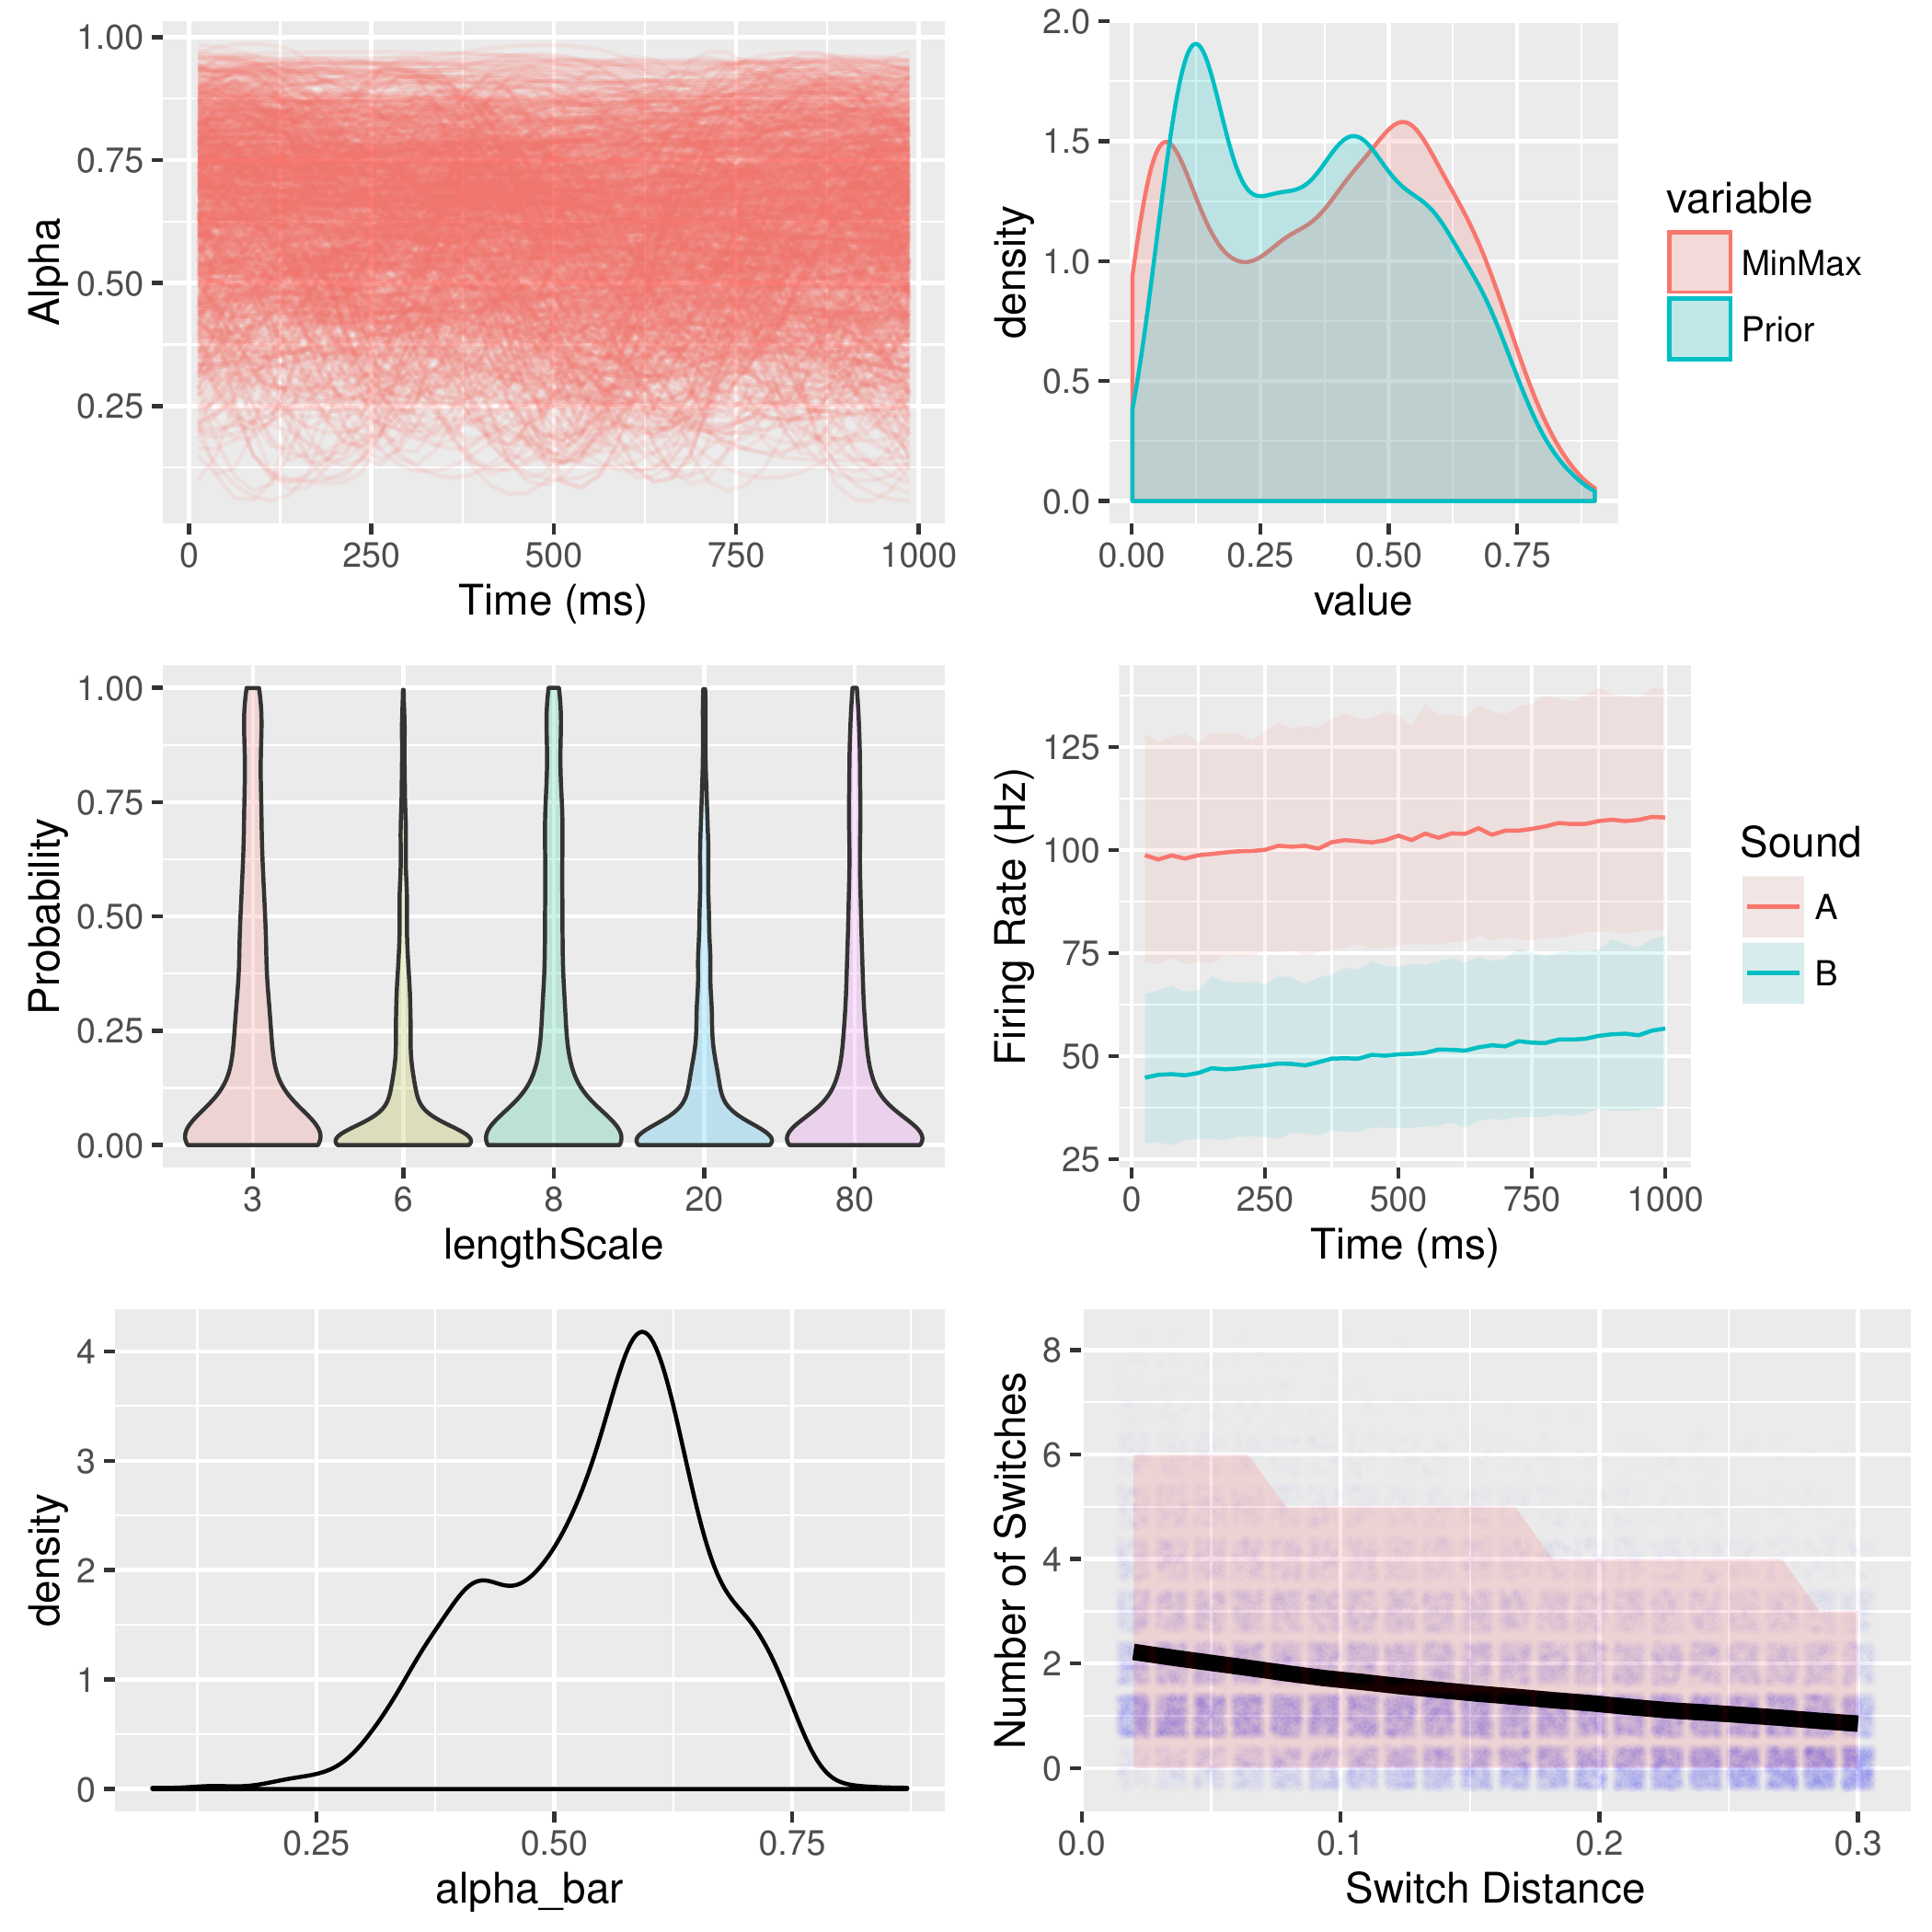 1.00
0.75
0.50
0.25
Alpha
0 250 500 750 1000
Time (ms)
2.0
1.5
1.0
0.5
0.0
density
0.00 0.25 0.50 0.75
value
variable
MinMax
Prior
1.00
0.75
0.50
0.25
0.00
Probability
3 6 8 20 80
lengthScale
125
100
75
50
25
Firing Rate (Hz)
0 250 500 750 1000
Time (ms)
Sound
A
B
4
3
2
1
0
density
0.25 0.50 0.75
alpha_bar
8
6
4
2
0
Number of Switches
0.0 0.1 0.2 0.3
Switch Distance